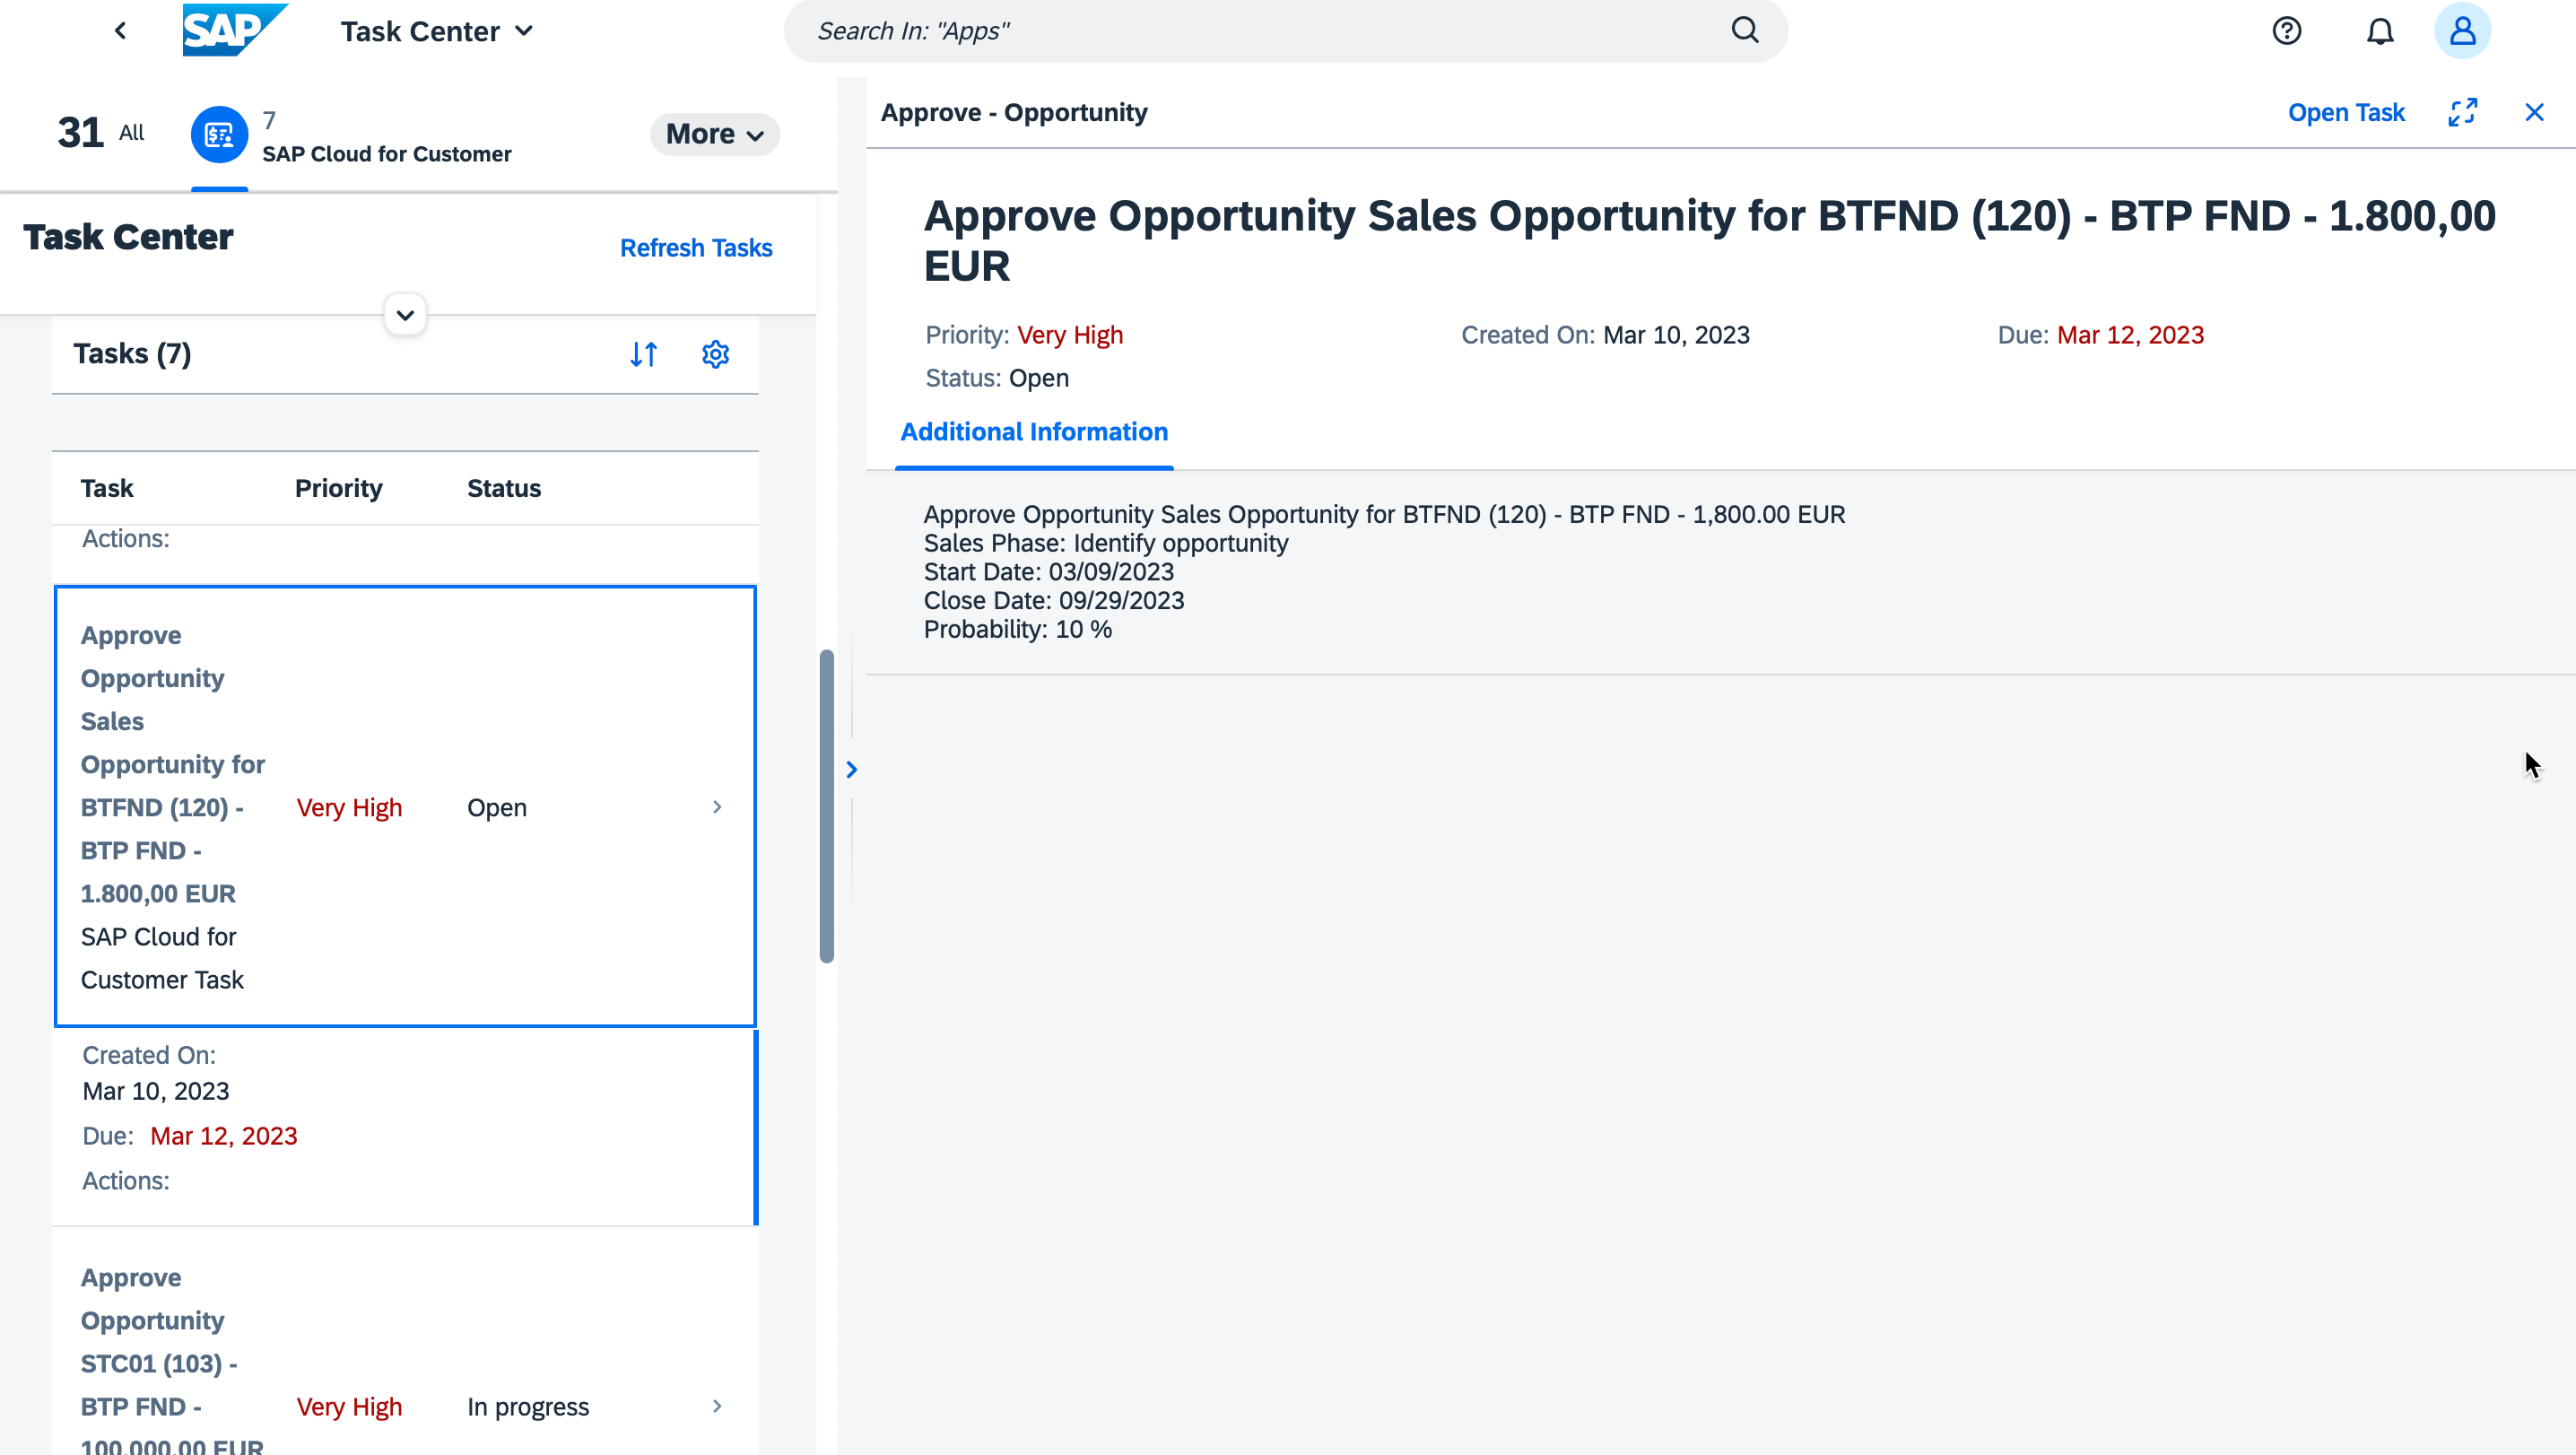 SAP
Task Center
Search In: "Apps"
31 All
7
SAP Cloud for Customer
More
Task Center
Refresh Tasks
Tasks (7)
Task Priority Status
Actions:
Approve
Opportunity
Sales
Opportunity for
BTFND (120) -
BTP FND -
1.800,00 EUR
SAP Cloud for
Customer Task
Very High
Open
Created On:
Mar 10, 2023
Due: Mar 12, 2023
Actions:
Approve
Opportunity
STC01 (103) -
BTP FND -
100.000,00 EUR
Very High
In progress
Approve - Opportunity
Open Task
Approve Opportunity Sales Opportunity for BTFND (120) - BTP FND - 1.800,00
EUR
Priority: Very High
Created On: Mar 10, 2023
Due: Mar 12, 2023
Status: Open
Additional Information
Approve Opportunity Sales Opportunity for BTFND (120) - BTP FND - 1,800.00 EUR
Sales Phase: Identify opportunity
Start Date: 03/09/2023
Close Date: 09/29/2023
Probability: 10 %